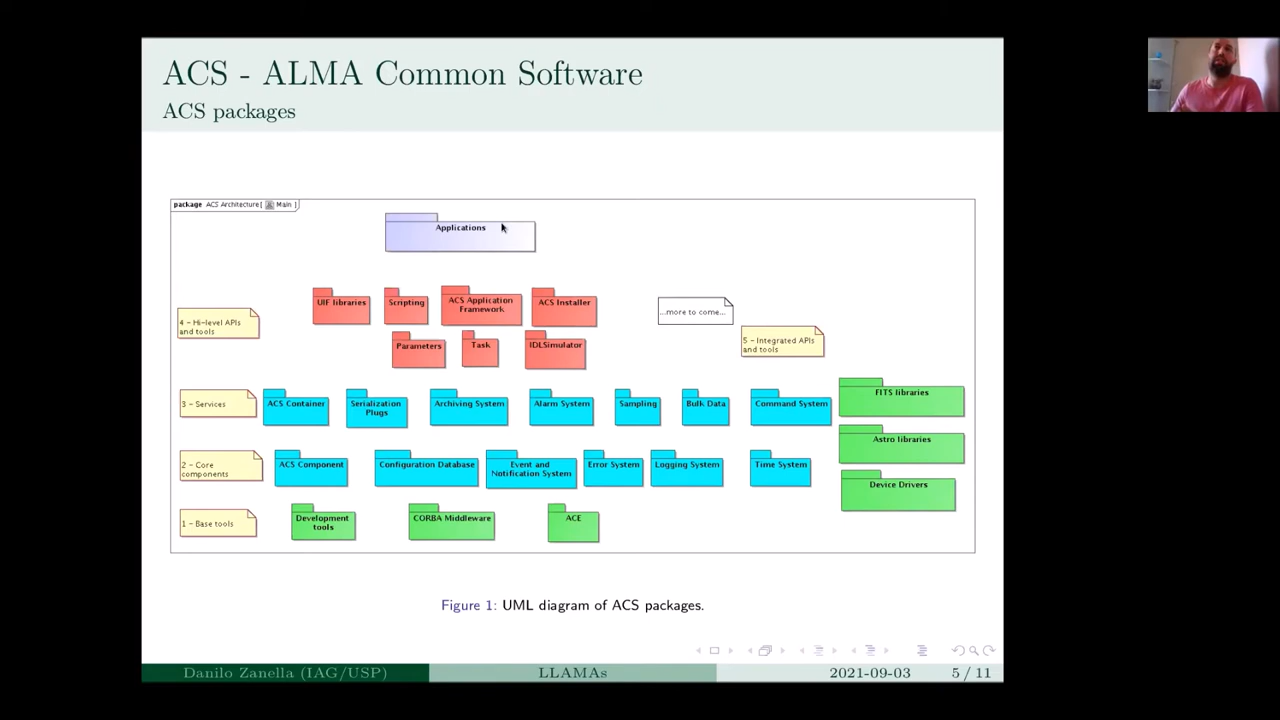 ACS - ALMA Common Software
ACS packages
package ACS Architecture[ Main ]
Applications
UIF libraries
Scripting
ACS Application
Framework
ACS Installer
...more to come...
4 - Hi-level APIs
and tools
Parameters
Task
IDLSimulator
5 - Integrated APIs
and tools
3 - Services
ACS Container
Serialization
Plugs
Archiving System
Alarm System
Sampling
Bulk Data
Command System
FITS libraries
Astro libraries
Device Drivers
2 - Core
components
ACS Component
Configuration Database
Event and
Notification System
Error System
Logging System
Time System
1 - Base tools
Development
tools
CORBA Middleware
ACE
Figure 1: UML diagram of ACS packages.
Danilo Zanella (IAG/USP)
LLAMAs
2021-09-03
5 / 11